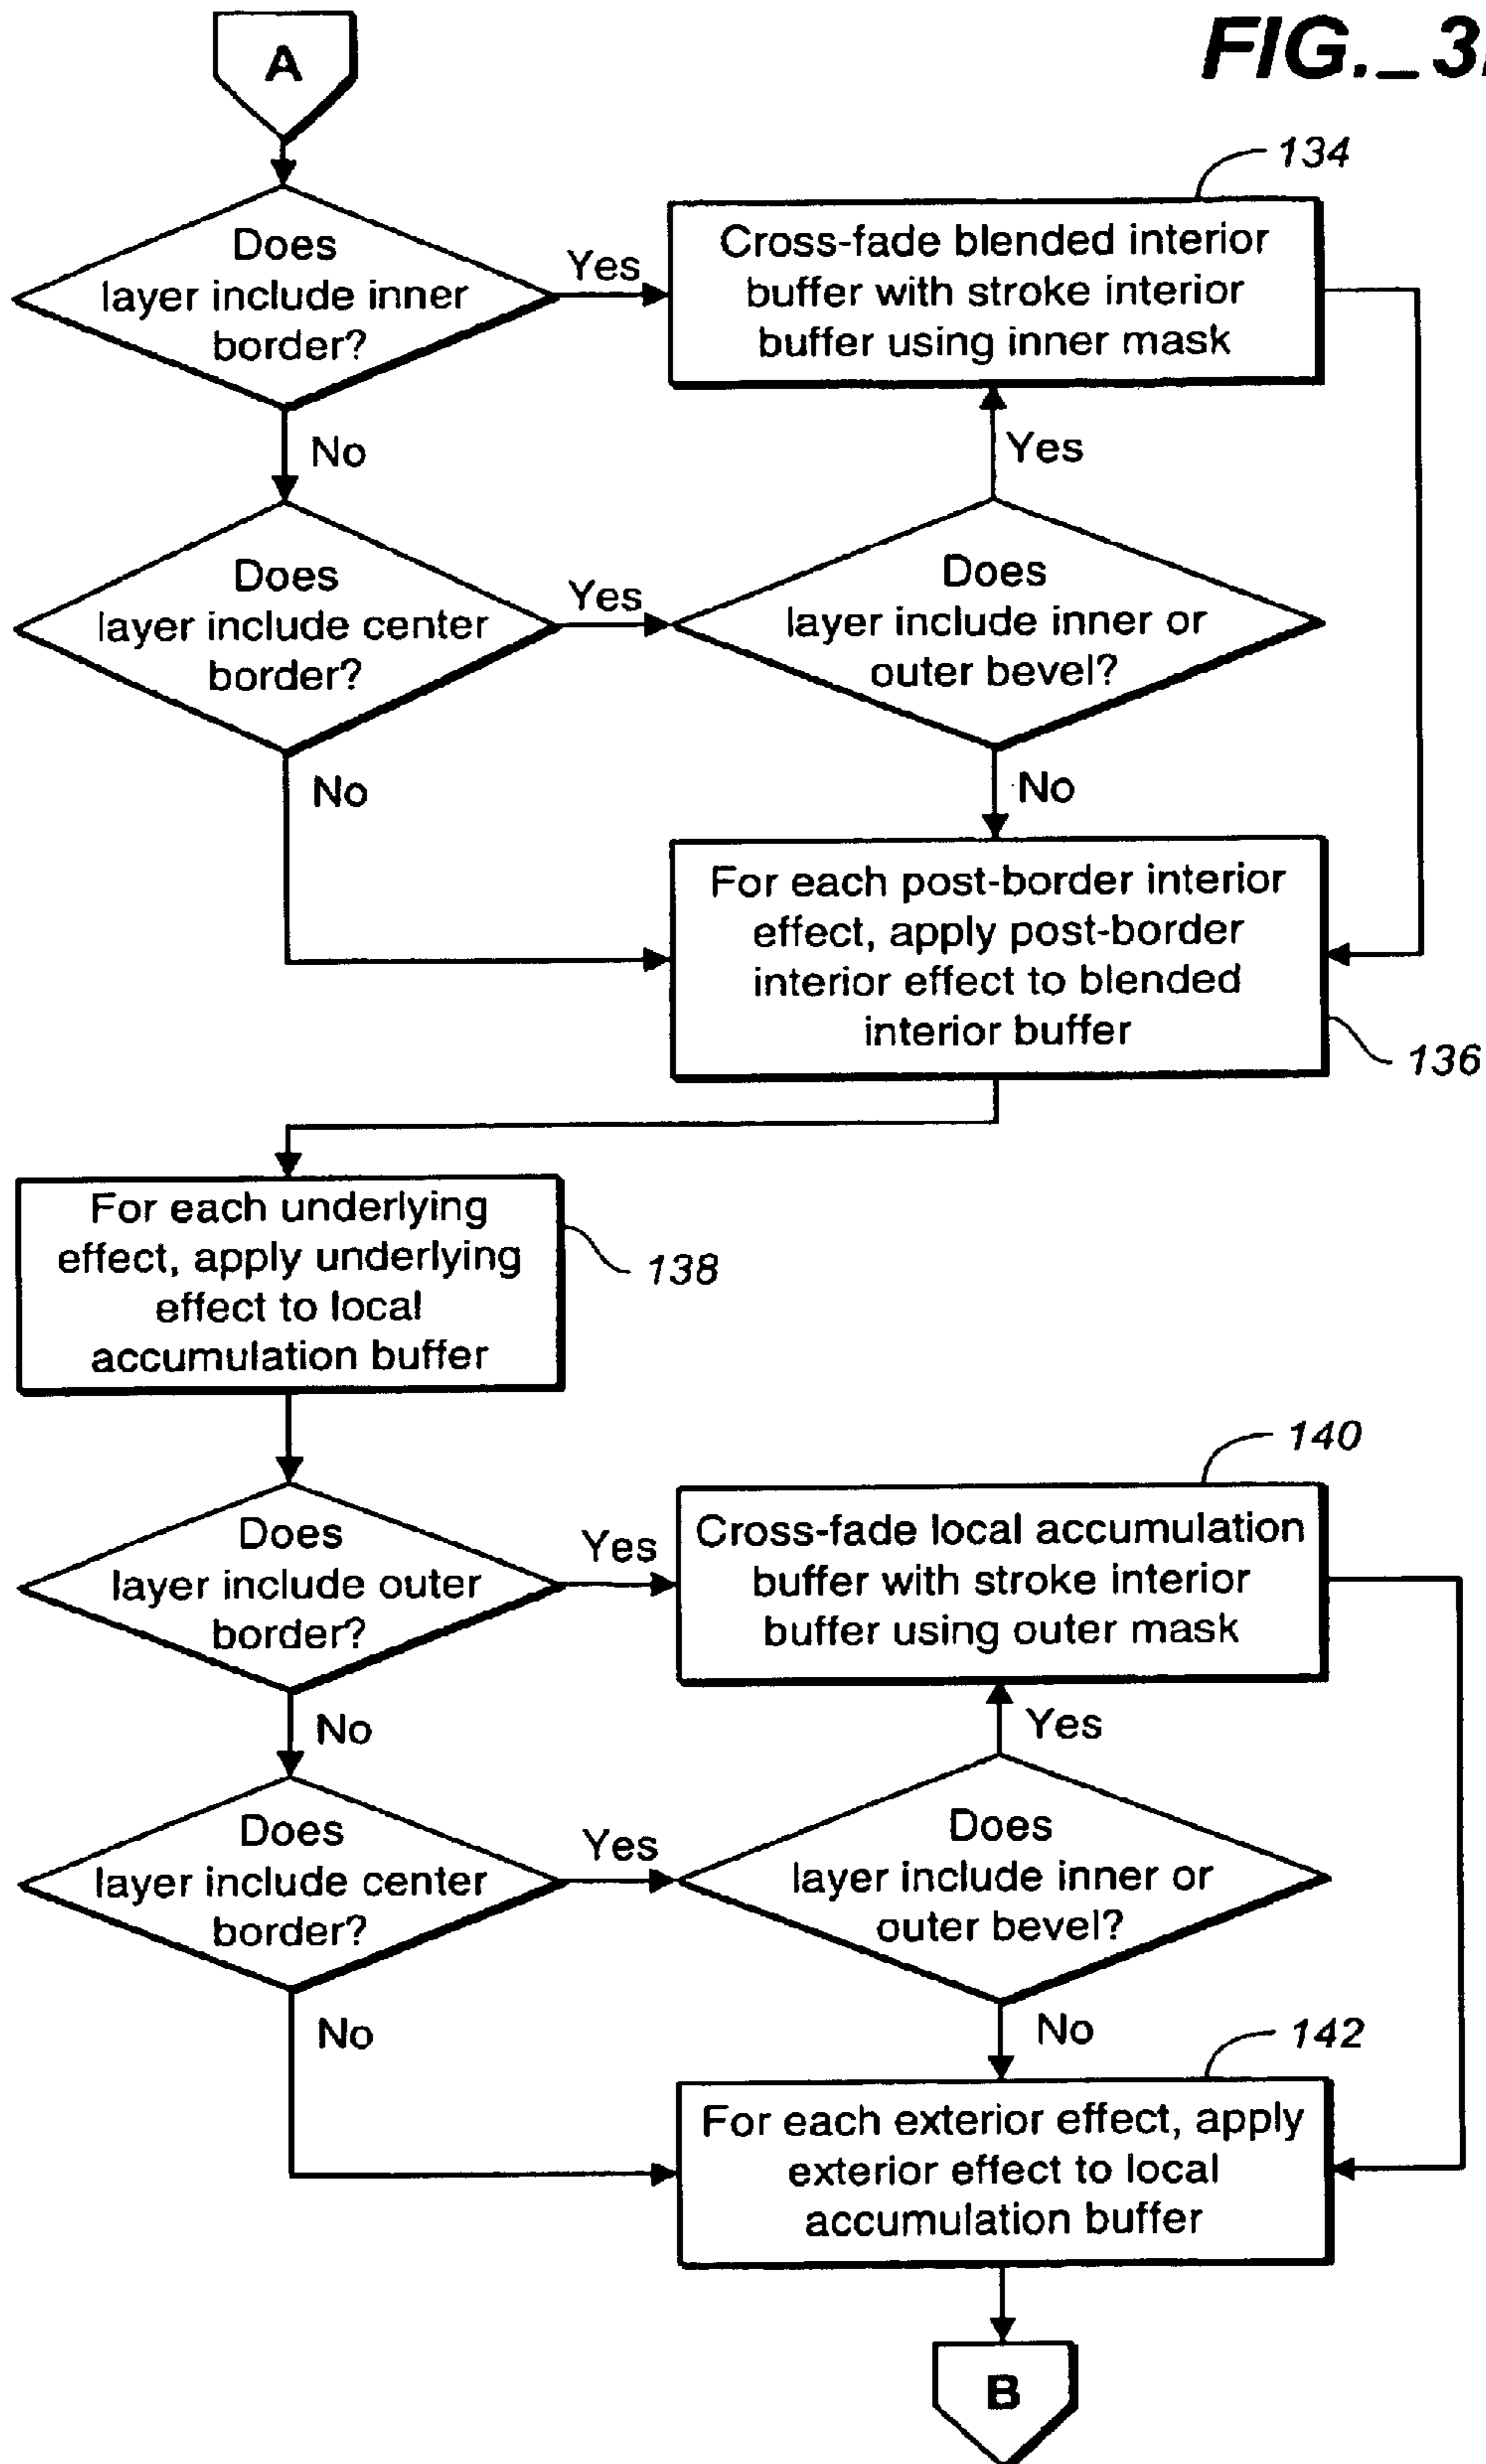 FIG._3
A
134
Does
layer include inner
border?
Yes
Cross-fade blended interior
buffer with stroke interior
buffer using inner mask
No
Yes
Does
layer include center
border?
Yes
Does
layer include inner or
outer bevel?
No
No
For each post-border interior
effect, apply post-border
interior effect to blended
interior buffer
136
For each underlying
effect, apply underlying
effect to local
accumulation buffer
138
140
Does
layer include outer
border?
Yes
Cross-fade local accumulation
buffer with stroke interior
buffer using outer mask
No
Yes
Does
layer include center
border?
Yes
Does
layer include inner or
outer bevel?
No
No
142
For each exterior effect, apply
exterior effect to local
accumulation buffer
B